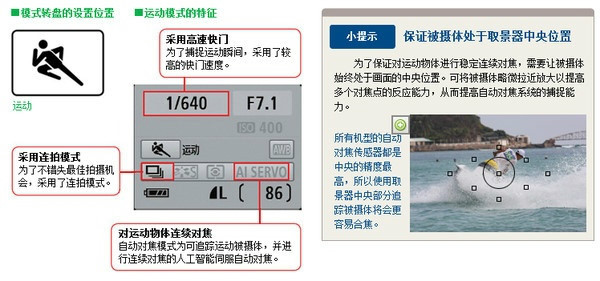 ■模式转盘的设置位置
运动
■运动模式的特征
采用高速快门
为了捕捉运动瞬间，采用了较
高的快门速度。
1/640 F7.1
ISO 400
运动 AWB
采用连拍模式
为了不错失最佳拍摄机
会，采用了连拍模式。
AI SERVO
L ( 86 )
对运动物体连续对焦
自动对焦模式为可追踪运动被摄体，并进
行连续对焦的人工智能伺服自动对焦。
小提示 保证被摄体处于取景器中央位置
为了保证对运动物体进行稳定连续对焦，需要让被摄体
始终处于画面的中央位置。可将被摄体略微拉近放大以提高
多个对焦点的反应能力，从而提高自动对焦系统的捕捉能
力。
所有机型的自动
对焦传感器都是
中央的精度最
高，所以使用取
景器中央部分追
踪被摄体将会更
容易合焦。